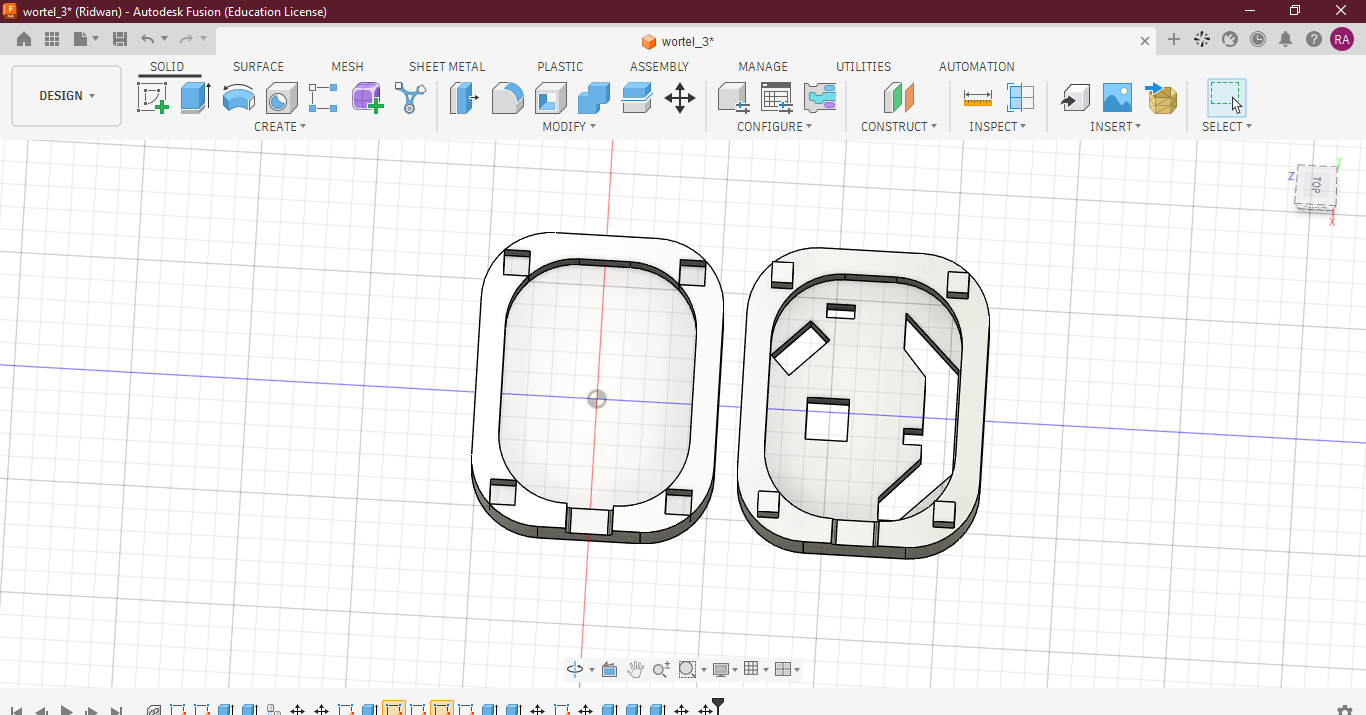 wortel_3* (Ridwan) - Autodesk Fusion (Education License)
wortel_3*
RA
SOLID SURFACE MESH SHEET METAL PLASTIC ASSEMBLY MANAGE UTILITIES AUTOMATION
DESIGN
CREATE MODIFY CONFIGURE CONSTRUCT INSPECT INSERT SELECT
Y
Z
TOP
X